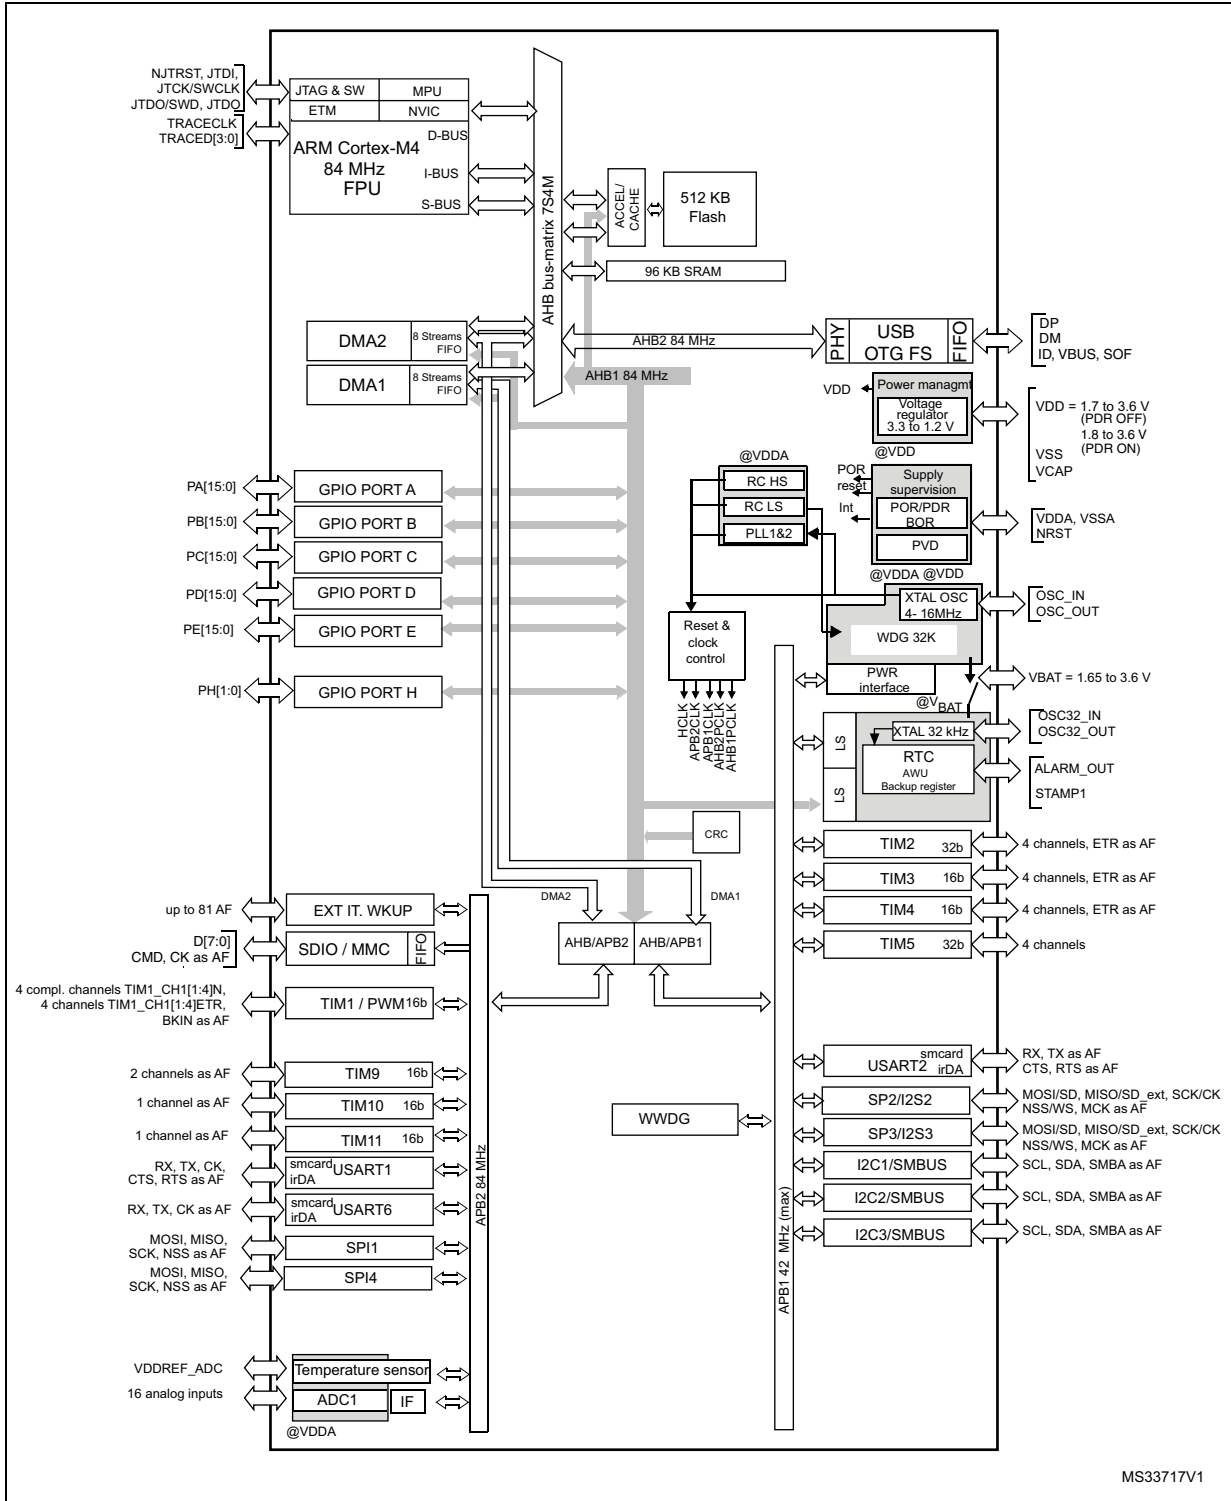 NJTRST, JTDI,
JTCK/SWCLK
JTDO/SWD, JTDO
TRACECLK
TRACED[3:0]
JTAG & SW
MPU
ETM
NVIC
D-BUS
ARM Cortex-M4
84 MHz
FPU
I-BUS
S-BUS
AHB bus-matrix 7S4M
ACCEL/
CACHE
512 KB
Flash
96 KB SRAM
DMA2
8 Streams
FIFO
DMA1
8 Streams
FIFO
AHB2 84 MHz
AHB1 84 MHz
PHY
USB
OTG FS
FIFO
DP
DM
ID, VBUS, SOF
VDD
Power managmt
Voltage
regulator
3.3 to 1.2 V
@VDD
VDD = 1.7 to 3.6 V
(PDR OFF)
1.8 to 3.6 V
(PDR ON)
VSS
VCAP
@VDDA
RC HS
RC LS
PLL1&2
POR
reset
Int
Supply
supervision
POR/PDR
BOR
PVD
VDDA, VSSA
NRST
@VDDA @VDD
PA[15:0]
GPIO PORT A
PB[15:0]
GPIO PORT B
PC[15:0]
GPIO PORT C
PD[15:0]
GPIO PORT D
PE[15:0]
GPIO PORT E
PH[1:0]
GPIO PORT H
XTAL OSC
4- 16MHz
WDG 32K
OSC_IN
OSC_OUT
Reset &
clock
control
HCLK
APB2CLK
APB1CLK
AHB2PCLK
AHB1PCLK
PWR
interface
VBAT = 1.65 to 3.6 V
@VBAT
LS
LS
XTAL 32 kHz
RTC
AWU
Backup register
OSC32_IN
OSC32_OUT
ALARM_OUT
STAMP1
CRC
TIM2
32b
4 channels, ETR as AF
TIM3
16b
4 channels, ETR as AF
TIM4
16b
4 channels, ETR as AF
TIM5
32b
4 channels
DMA2
DMA1
AHB/APB2
AHB/APB1
up to 81 AF
EXT IT. WKUP
D[7:0]
CMD, CK as AF
SDIO / MMC
FIFO
4 compl. channels TIM1_CH1[1:4]N,
4 channels TIM1_CH1[1:4]ETR,
BKIN as AF
TIM1 / PWM
16b
2 channels as AF
TIM9
16b
1 channel as AF
TIM10
16b
1 channel as AF
TIM11
16b
RX, TX, CK,
CTS, RTS as AF
smcard
irDA
USART1
RX, TX, CK as AF
smcard
irDA
USART6
MOSI, MISO,
SCK, NSS as AF
SPI1
MOSI, MISO,
SCK, NSS as AF
SPI4
APB2 84 MHz
WWDG
APB1 42 MHz (max)
USART2
smcard
irDA
RX, TX as AF
CTS, RTS as AF
SP2/I2S2
MOSI/SD, MISO/SD_ext, SCK/CK
NSS/WS, MCK as AF
SP3/I2S3
MOSI/SD, MISO/SD_ext, SCK/CK
NSS/WS, MCK as AF
I2C1/SMBUS
SCL, SDA, SMBA as AF
I2C2/SMBUS
SCL, SDA, SMBA as AF
I2C3/SMBUS
SCL, SDA, SMBA as AF
VDDREF_ADC
Temperature sensor
16 analog inputs
ADC1
IF
@VDDA
MS33717V1